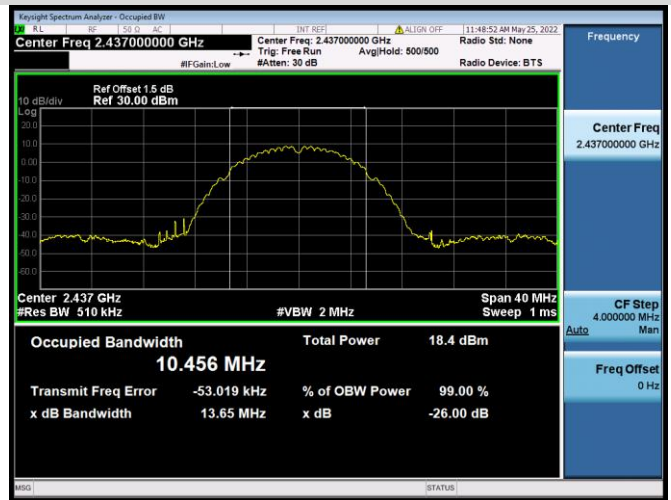 Keysight Spectrum Analyzer - Occupied BW
RL RF 50 Ω AC INT REF ALIGN OFF 11:48:52 AM May 25, 2022
Center Freq 2.437000000 GHz
Center Freq: 2.437000000 GHz
Radio Std: None
Trig: Free Run Avg|Hold: 500/500
#IFGain:Low
#Atten: 30 dB
Radio Device: BTS
Ref Offset 1.5 dB
10 dB/div Ref 30.00 dBm
Log
20.0
10.0
0.00
-10.0
-20.0
-30.0
-40.0
-50.0
-60.0
Center 2.437 GHz Span 40 MHz
#Res BW 510 kHz #VBW 2 MHz Sweep 1 ms
Occupied Bandwidth Total Power 18.4 dBm
10.456 MHz
Transmit Freq Error -53.019 kHz % of OBW Power 99.00 %
x dB Bandwidth 13.65 MHz x dB -26.00 dB
MSG STATUS
Frequency
Center Freq
2.437000000 GHz
CF Step
4.000000 MHz
Auto Man
Freq Offset
0 Hz